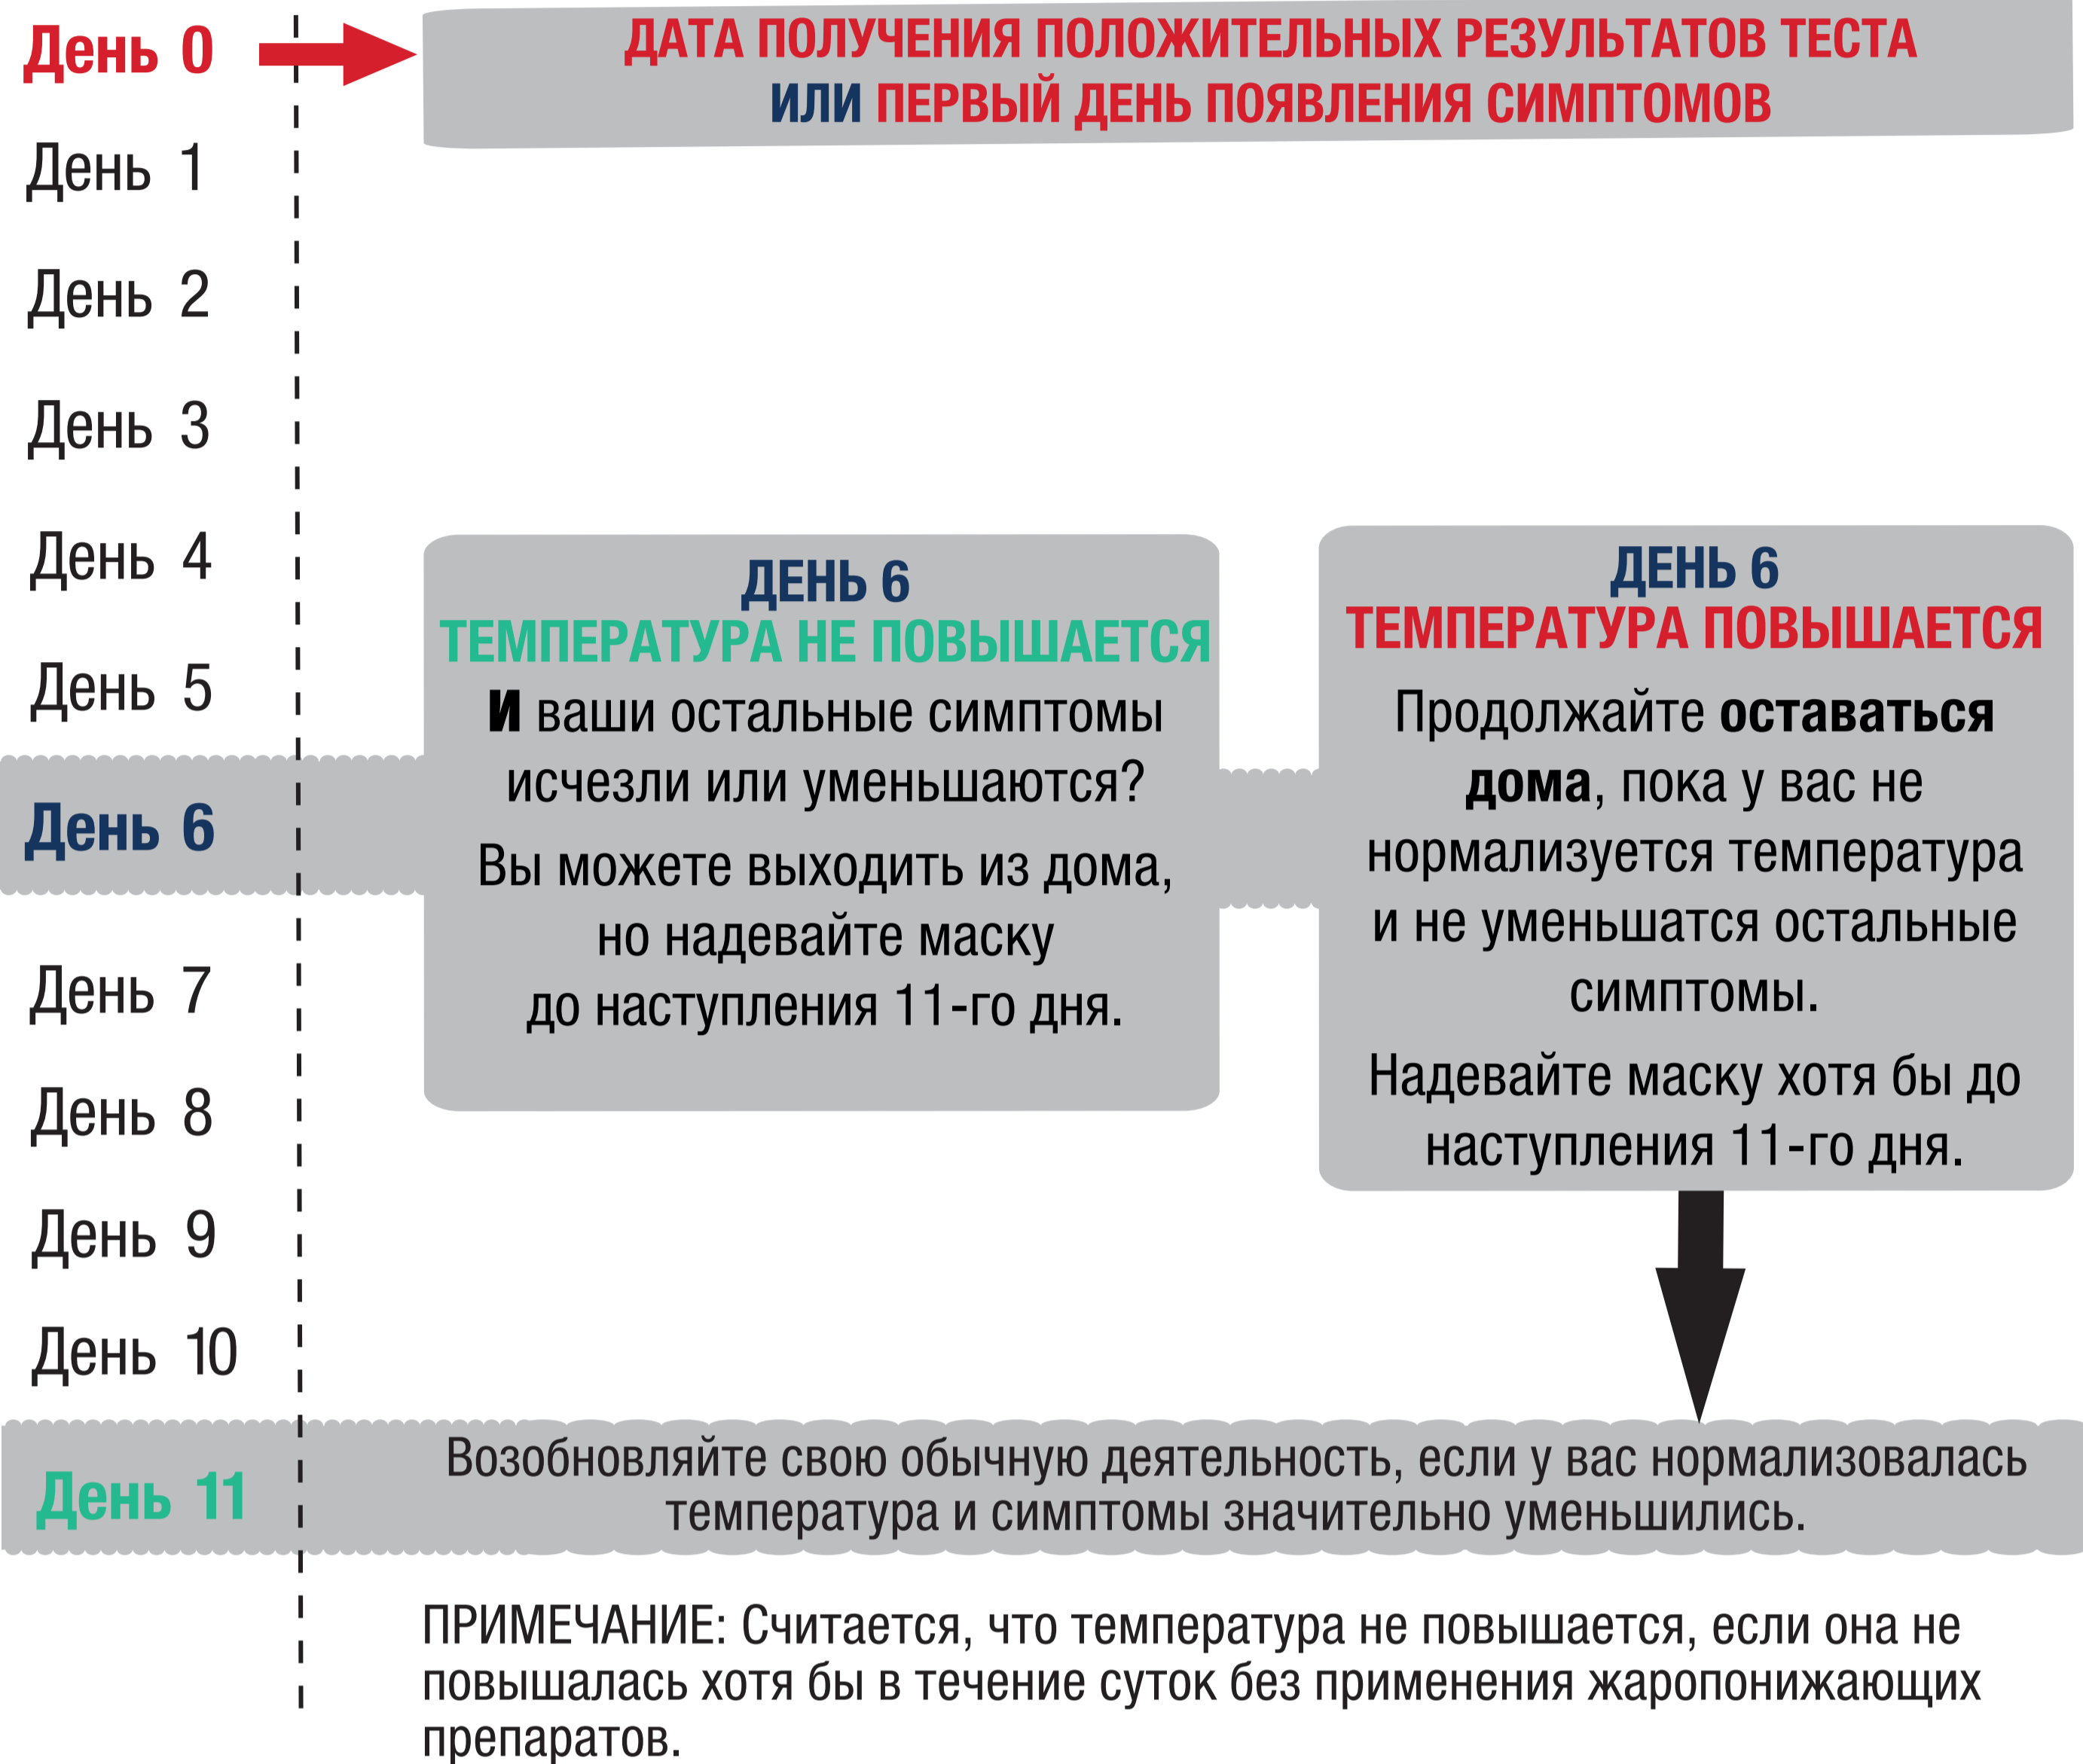 День 0
ДАТА ПОЛУЧЕНИЯ ПОЛОЖИТЕЛЬНЫХ РЕЗУЛЬТАТОВ ТЕСТА
ИЛИ ПЕРВЫЙ ДЕНЬ ПОЯВЛЕНИЯ СИМПТОМОВ
День 1
День 2
День 3
День 4
День 5
День 6
ДЕНЬ 6
ТЕМПЕРАТУРА НЕ ПОВЫШАЕТСЯ
И ваши остальные симптомы
исчезли или уменьшаются?
Вы можете выходить из дома,
но надевайте маску
до наступления 11-го дня.
ДЕНЬ 6
ТЕМПЕРАТУРА ПОВЫШАЕТСЯ
Продолжайте оставаться
дома, пока у вас не
нормализуется температура
и не уменьшатся остальные
симптомы.
Надевайте маску хотя бы до
наступления 11-го дня.
День 7
День 8
День 9
День 10
День 11
Возобновляйте свою обычную деятельность, если у вас нормализовалась
температура и симптомы значительно уменьшились.
ПРИМЕЧАНИЕ: Считается, что температура не повышается, если она не
повышалась хотя бы в течение суток без применения жаропонижающих
препаратов.